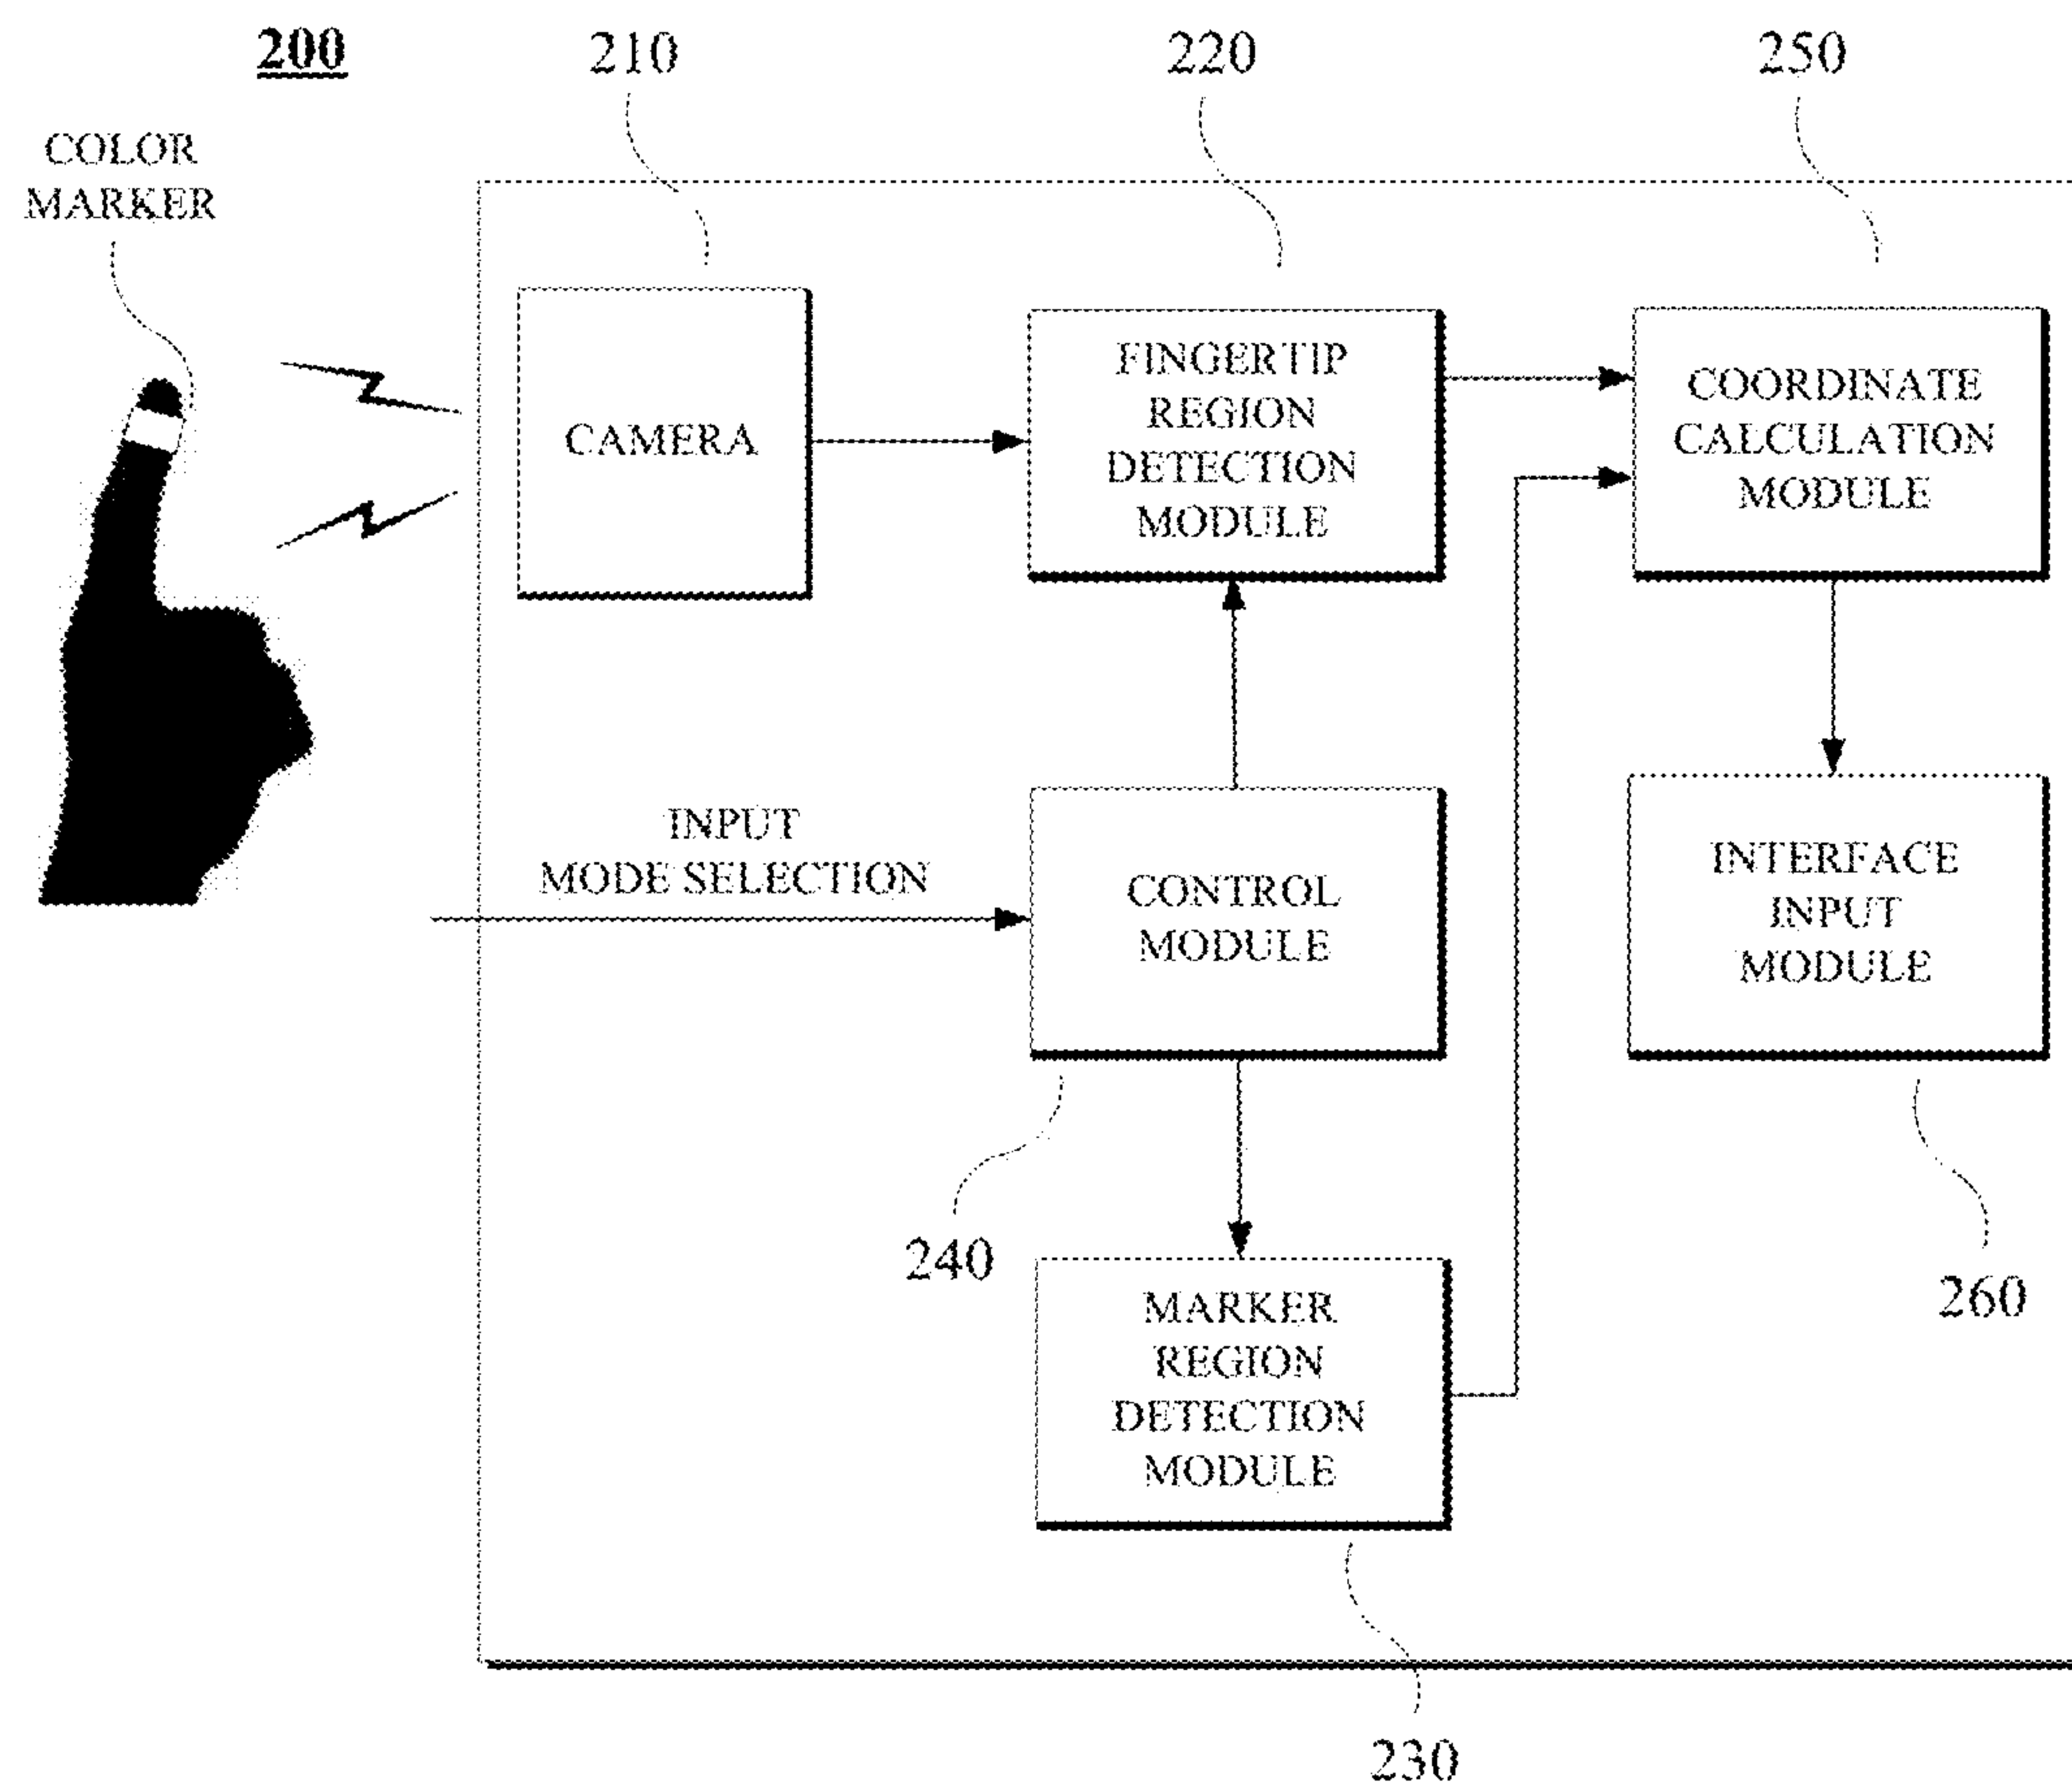 200
210
220
250
COLOR
MARKER
CAMERA
FINGERTIP
REGION
DETECTION
MODULE
COORDINATE
CALCULATION
MODULE
INPUT
MODE SELECTION
CONTROL
MODULE
INTERFACE
INPUT
MODULE
240
260
MARKER
REGION
DETECTION
MODULE
230